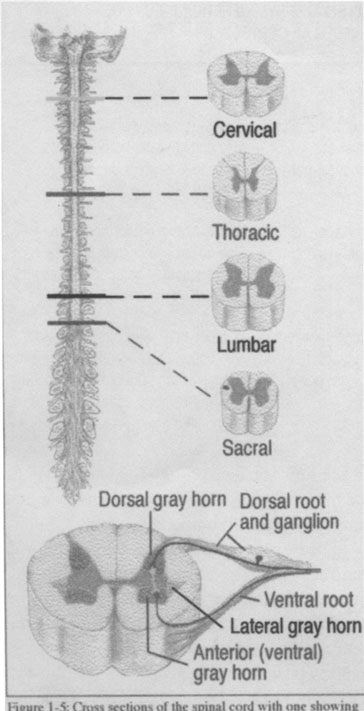 Cervical
Thoracic
Lumbar
Sacral
Dorsal gray horn
Dorsal root
and ganglion
Ventral root
Lateral gray horn
Anterior (ventral)
gray horn
Figure 1-5: Cross sections of the spinal cord with one showing